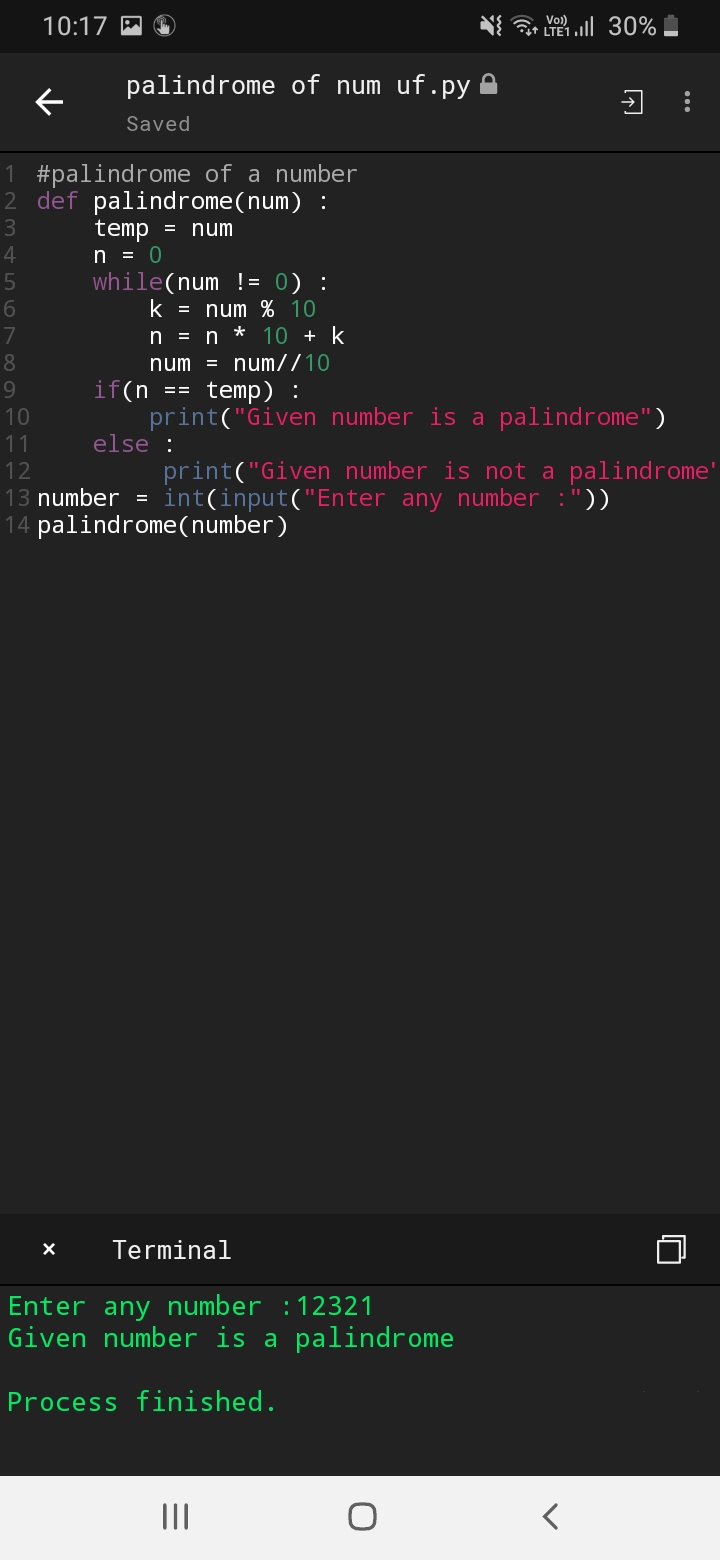 10:17 Vo)) LTE1 30%
palindrome of num uf.py
Saved
1 #palindrome of a number
2 def palindrome(num) :
3     temp = num
4     n = 0
5     while(num != 0) :
6         k = num % 10
7         n = n * 10 + k
8         num = num//10
9     if(n == temp) :
10         print("Given number is a palindrome")
11     else :
12          print("Given number is not a palindrome"
13 number = int(input("Enter any number :"))
14 palindrome(number)
× Terminal
Enter any number :12321
Given number is a palindrome
Process finished.